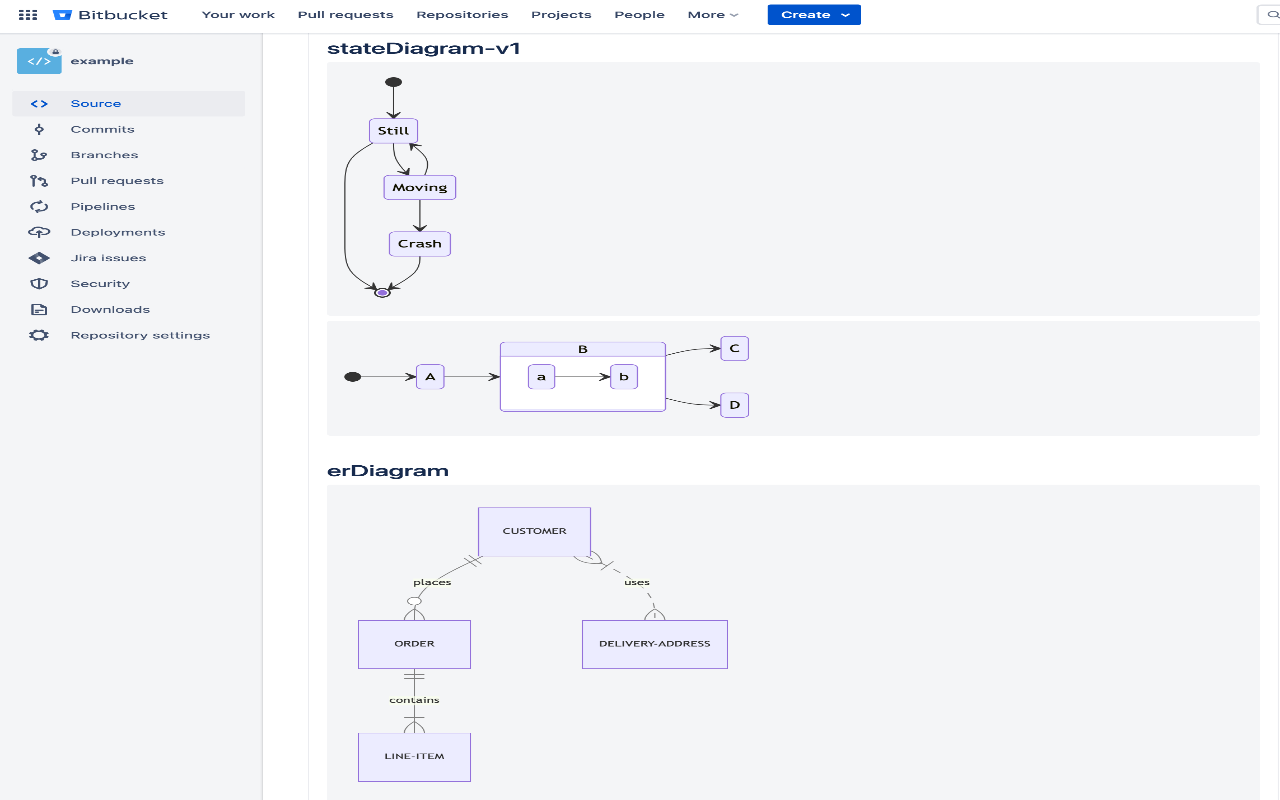 Bitbucket Your work Pull requests Repositories Projects People More Create
example
Source
Commits
Branches
Pull requests
Pipelines
Deployments
Jira issues
Security
Downloads
Repository settings
stateDiagram-v1
Still
Moving
Crash
B
A a b C
D
erDiagram
CUSTOMER
places uses
ORDER DELIVERY-ADDRESS
contains
LINE-ITEM